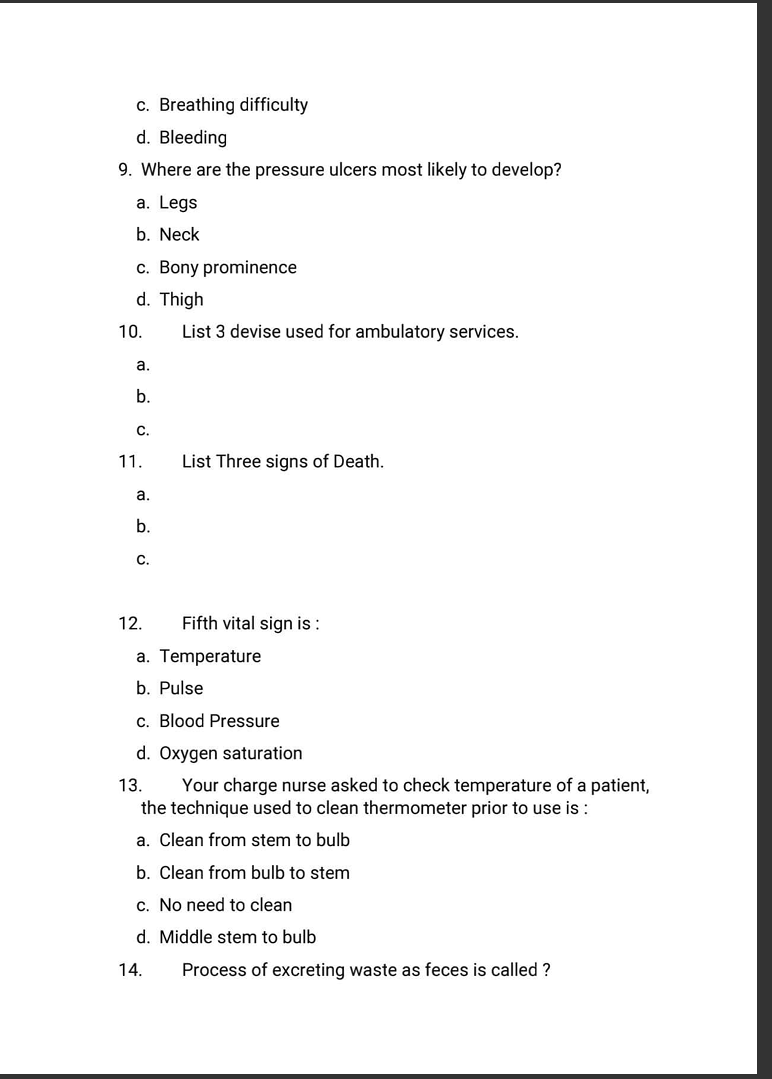 c. Breathing difficulty
d. Bleeding
9. Where are the pressure ulcers most likely to develop?
a. Legs
b. Neck
c. Bony prominence
d. Thigh
10. List 3 devise used for ambulatory services.
a.
b.
c.
11. List Three signs of Death.
a.
b.
c.
12. Fifth vital sign is :
a. Temperature
b. Pulse
c. Blood Pressure
d. Oxygen saturation
13. Your charge nurse asked to check temperature of a patient,
the technique used to clean thermometer prior to use is :
a. Clean from stem to bulb
b. Clean from bulb to stem
c. No need to clean
d. Middle stem to bulb
14. Process of excreting waste as feces is called ?